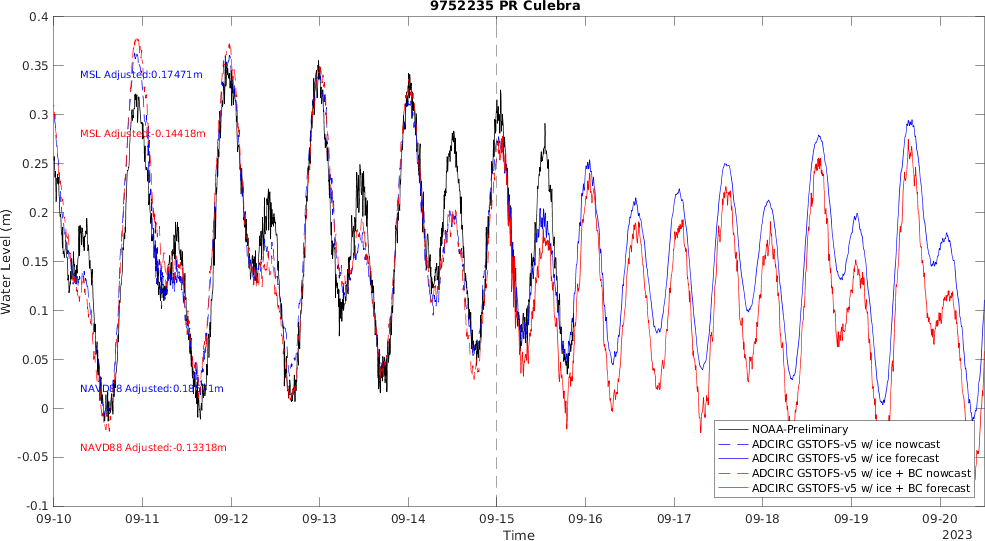 9752235 PR Culebra
0.4
0.35
0.3
0.25
0.2
0.15
0.1
0.05
0
-0.05
-0.1
Water Level (m)
MSL Adjusted:0.17471m
MSL Adjusted:-0.14418m
NAVD88 Adjusted:-0.13318m
NOAA-Preliminary
ADCIRC GSTOFS-v5 w/ ice nowcast
ADCIRC GSTOFS-v5 w/ ice forecast
ADCIRC GSTOFS-v5 w/ ice + BC nowcast
ADCIRC GSTOFS-v5 w/ ice + BC forecast
09-10 09-11 09-12 09-13 09-14 09-15 09-16 09-17 09-18 09-19 09-20
2023
Time